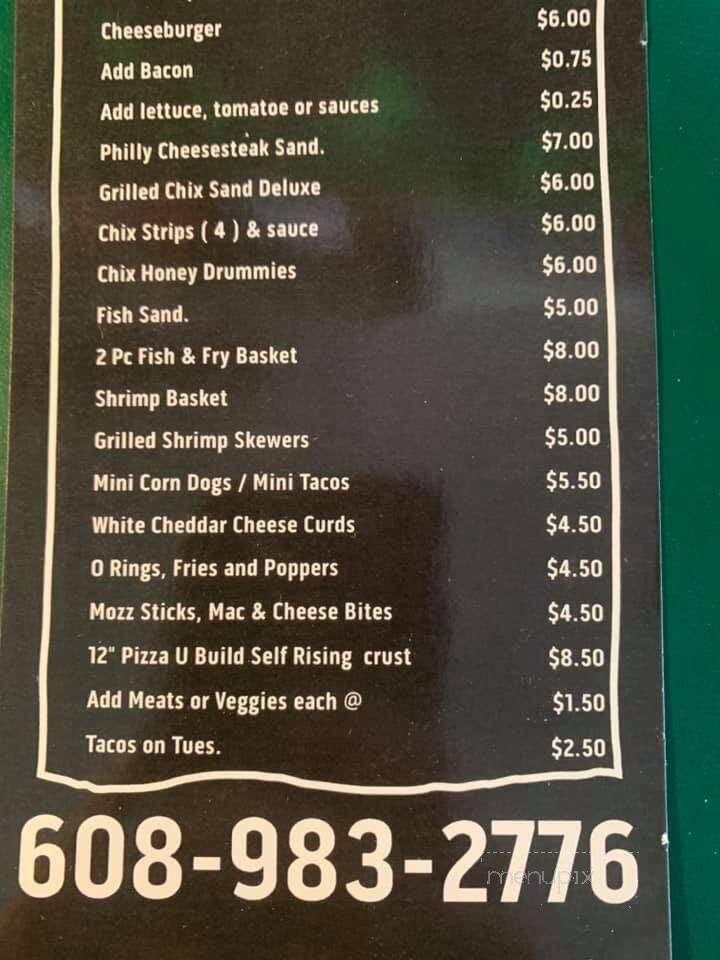 Cheeseburger $6.00
Add Bacon $0.75
Add lettuce, tomatoe or sauces $0.25
Philly Cheesesteak Sand. $7.00
Grilled Chix Sand Deluxe $6.00
Chix Strips ( 4 ) & sauce $6.00
Chix Honey Drummies $6.00
Fish Sand. $5.00
2 Pc Fish & Fry Basket $8.00
Shrimp Basket $8.00
Grilled Shrimp Skewers $5.00
Mini Corn Dogs / Mini Tacos $5.50
White Cheddar Cheese Curds $4.50
O Rings, Fries and Poppers $4.50
Mozz Sticks, Mac & Cheese Bites $4.50
12" Pizza U Build Self Rising crust $8.50
Add Meats or Veggies each @ $1.50
Tacos on Tues. $2.50
608-983-2776
menupix